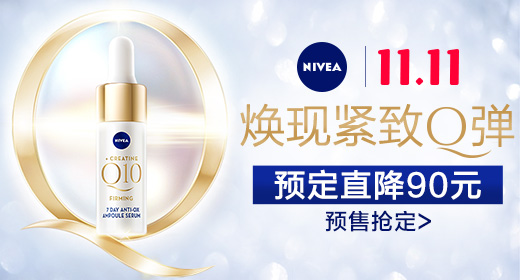 NIVEA
11.11
焕现紧致Q弹
预定直降90元
预售抢定>
NIVEA
+ CREATINE
Q10
FIRMING
7 DAY ANTI-OX
AMPOULE SERUM